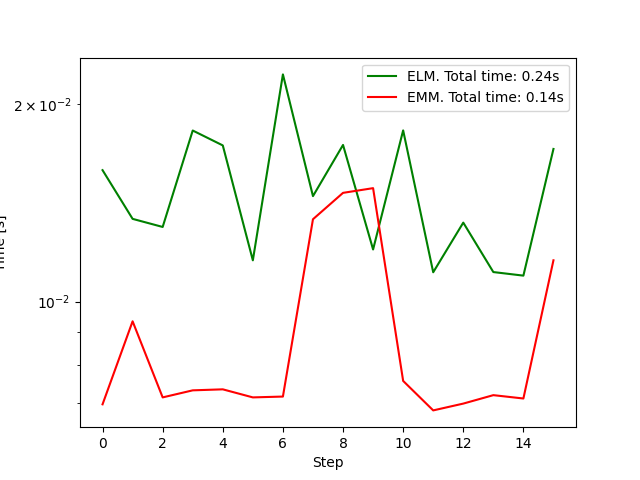 ELM. Total time: 0.24s
EMM. Total time: 0.14s
2 × 10⁻²
10⁻²
0 2 4 6 8 10 12 14
Step